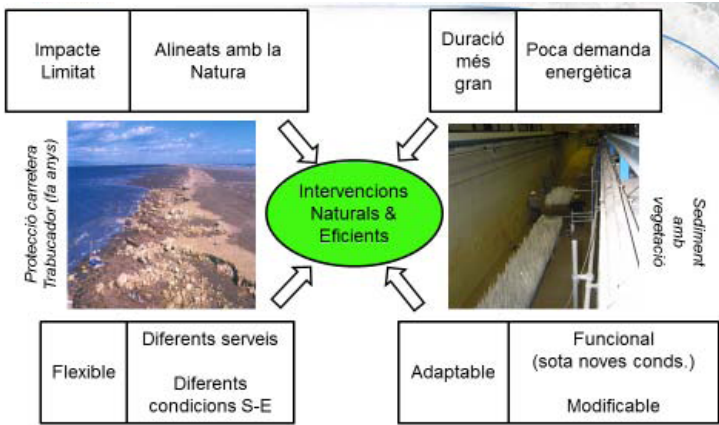 Impacte
Limitat
Alineats amb la
Natura
Duració
més
gran
Poca demanda
energètica
Protecció carretera
Trabucador (fa anys)
Intervencions
Naturals &
Eficients
Sediment
amb
vegetació
Flexible
Diferents serveis
Diferents
condicions S-E
Adaptable
Funcional
(sota noves conds.)
Modificable